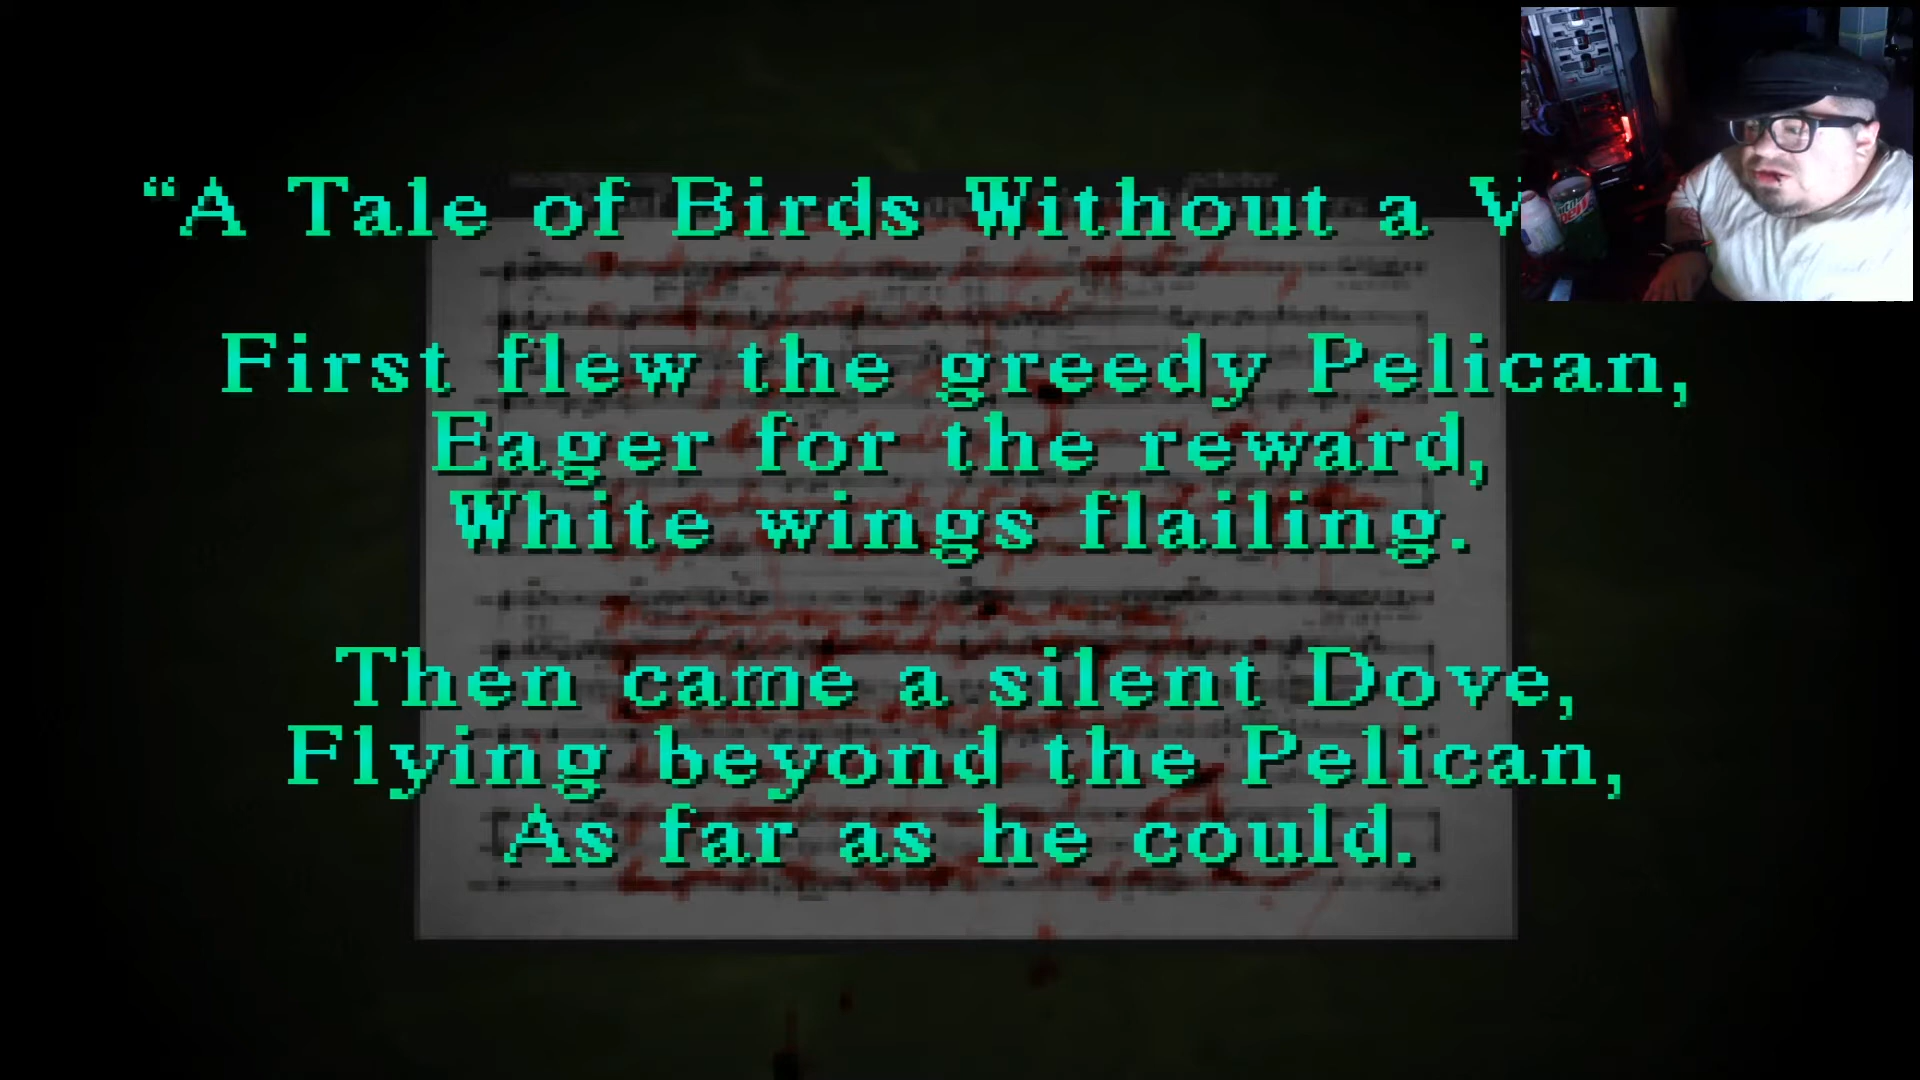 “A Tale of Birds Without a
First flew the greedy Pelican,
Eager for the reward,
White wings flailing.
Then came a silent Dove,
Flying beyond the Pelican,
As far as he could.